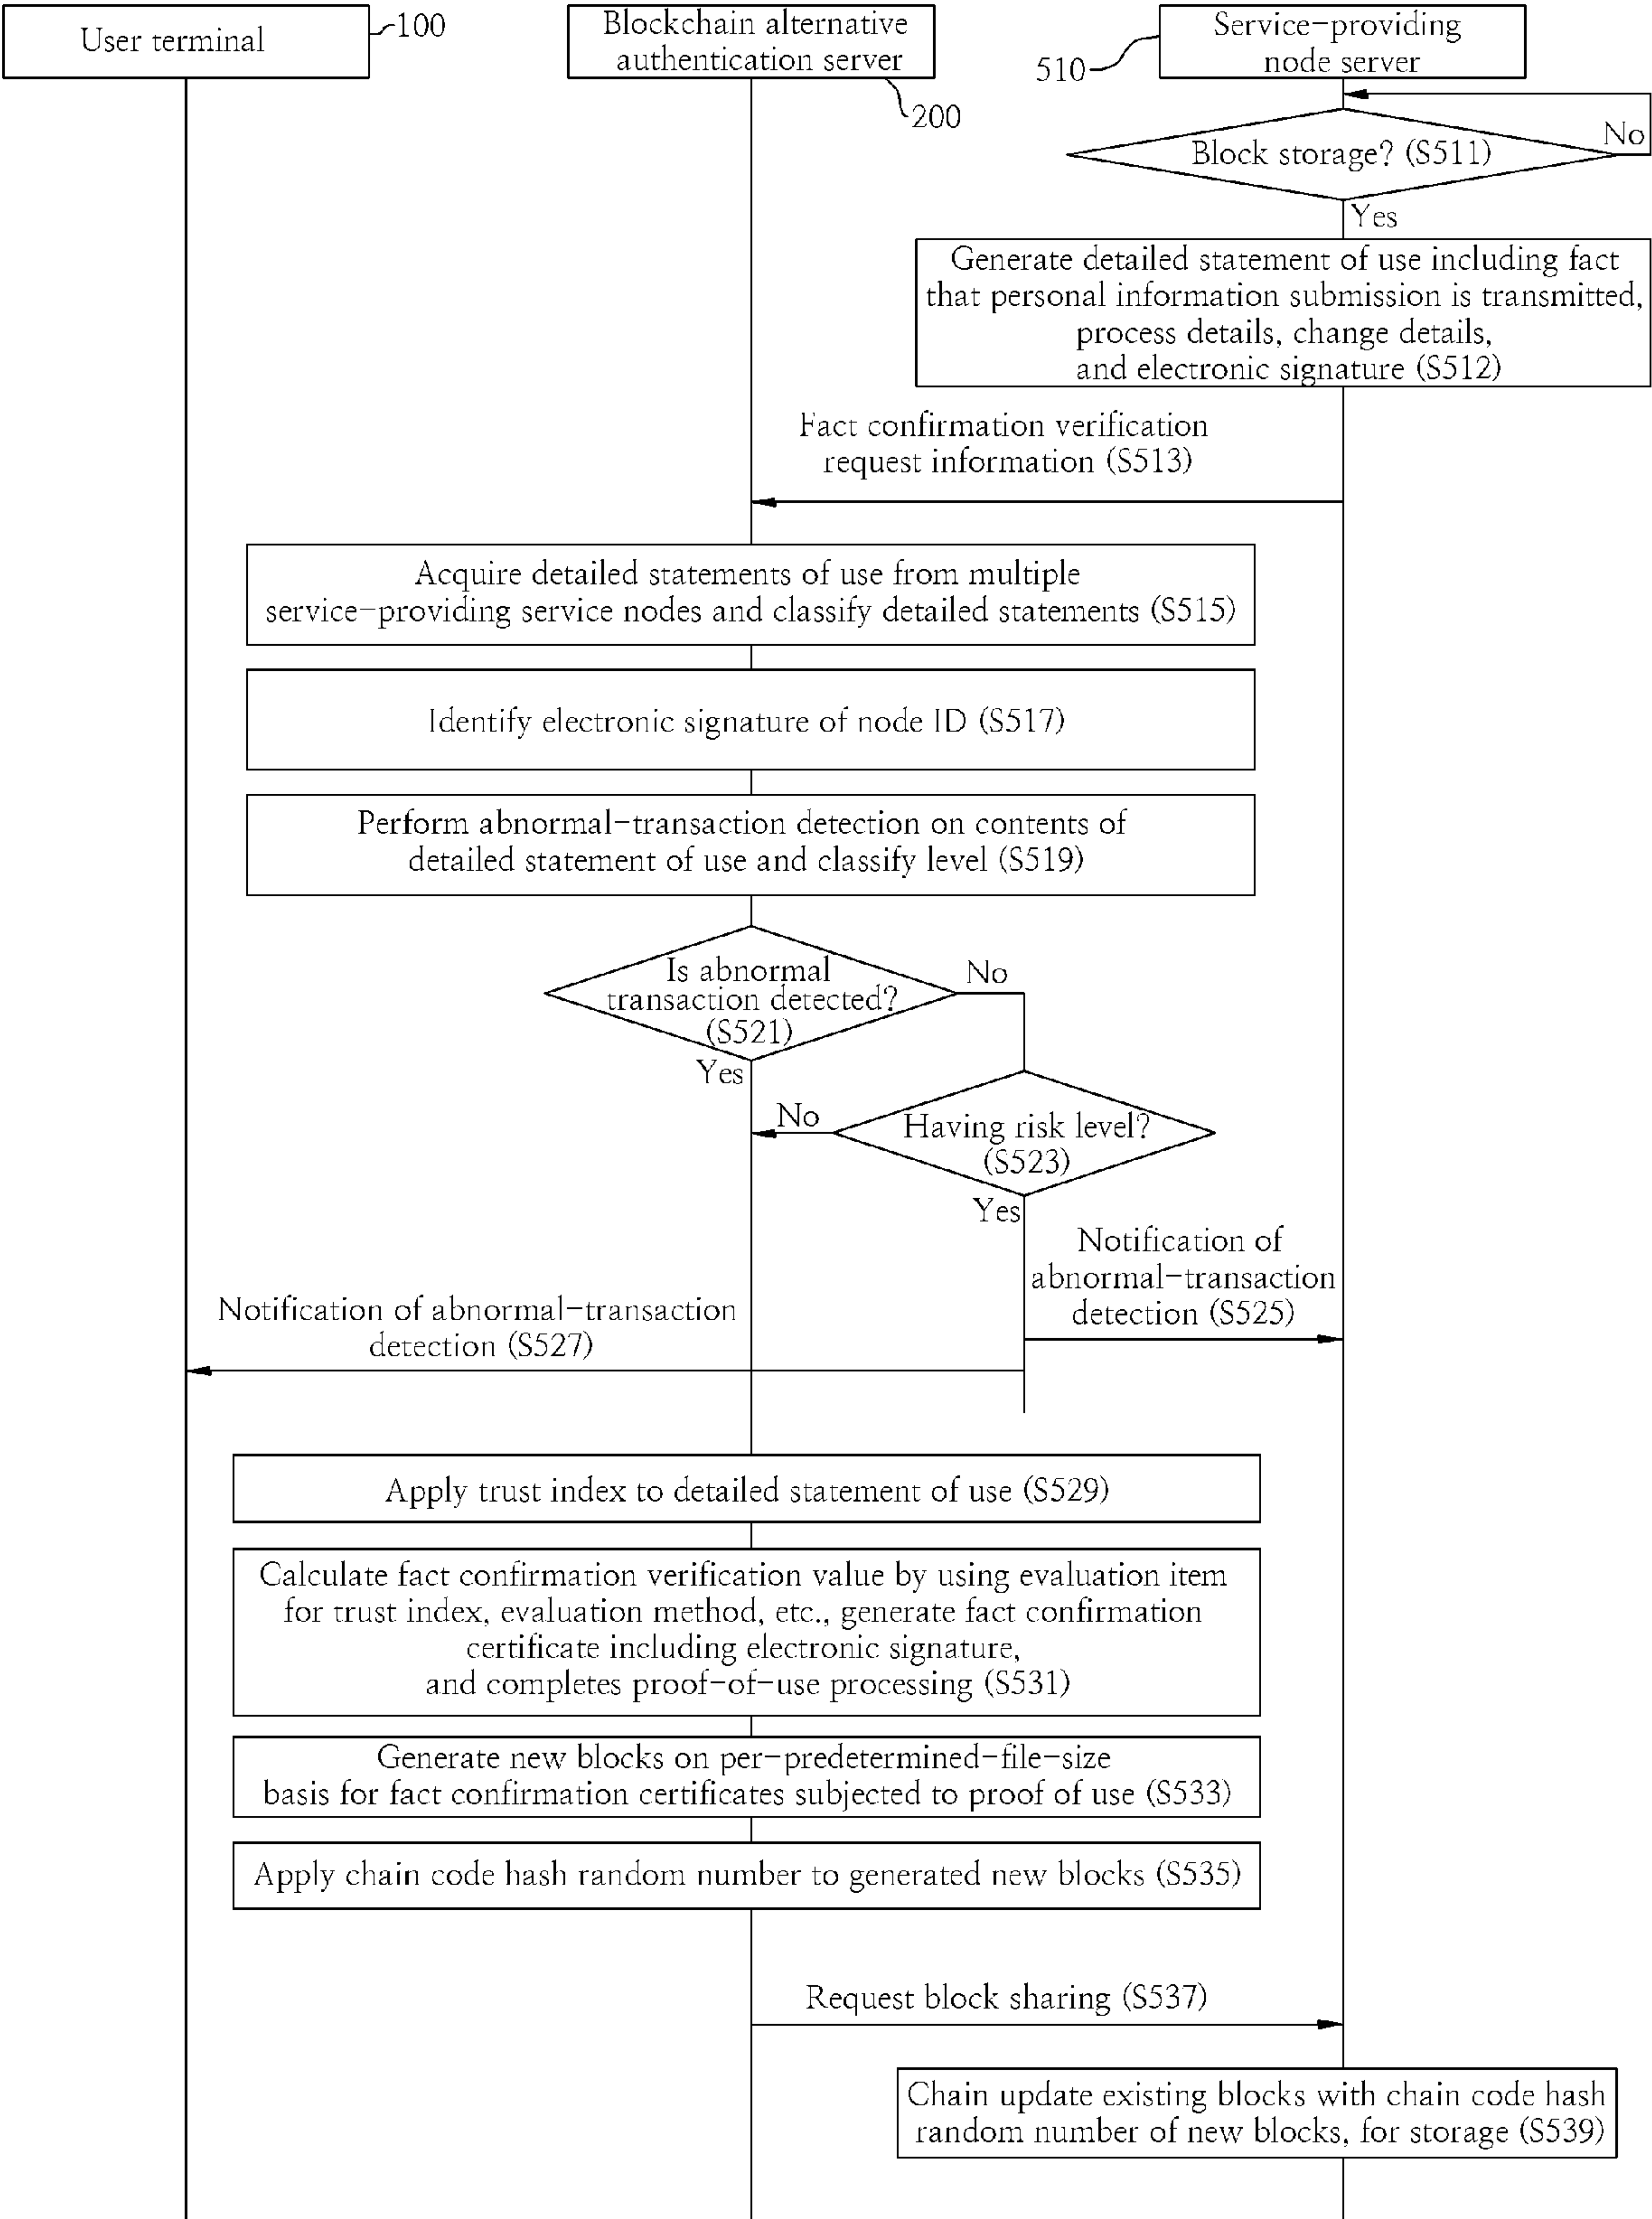 User terminal
100
Blockchain alternative
authentication server
200
Service-providing
node server
510
Block storage? (S511)
No
Yes
Generate detailed statement of use including fact
that personal information submission is transmitted,
process details, change details,
and electronic signature (S512)
Fact confirmation verification
request information (S513)
Acquire detailed statements of use from multiple
service-providing service nodes and classify detailed statements (S515)
Identify electronic signature of node ID (S517)
Perform abnormal-transaction detection on contents of
detailed statement of use and classify level (S519)
Is abnormal
transaction detected?
(S521)
No
Yes
Having risk level?
(S523)
No
Yes
Notification of
abnormal-transaction
detection (S525)
Notification of abnormal-transaction
detection (S527)
Apply trust index to detailed statement of use (S529)
Calculate fact confirmation verification value by using evaluation item
for trust index, evaluation method, etc., generate fact confirmation
certificate including electronic signature,
and completes proof-of-use processing (S531)
Generate new blocks on per-predetermined-file-size
basis for fact confirmation certificates subjected to proof of use (S533)
Apply chain code hash random number to generated new blocks (S535)
Request block sharing (S537)
Chain update existing blocks with chain code hash
random number of new blocks, for storage (S539)